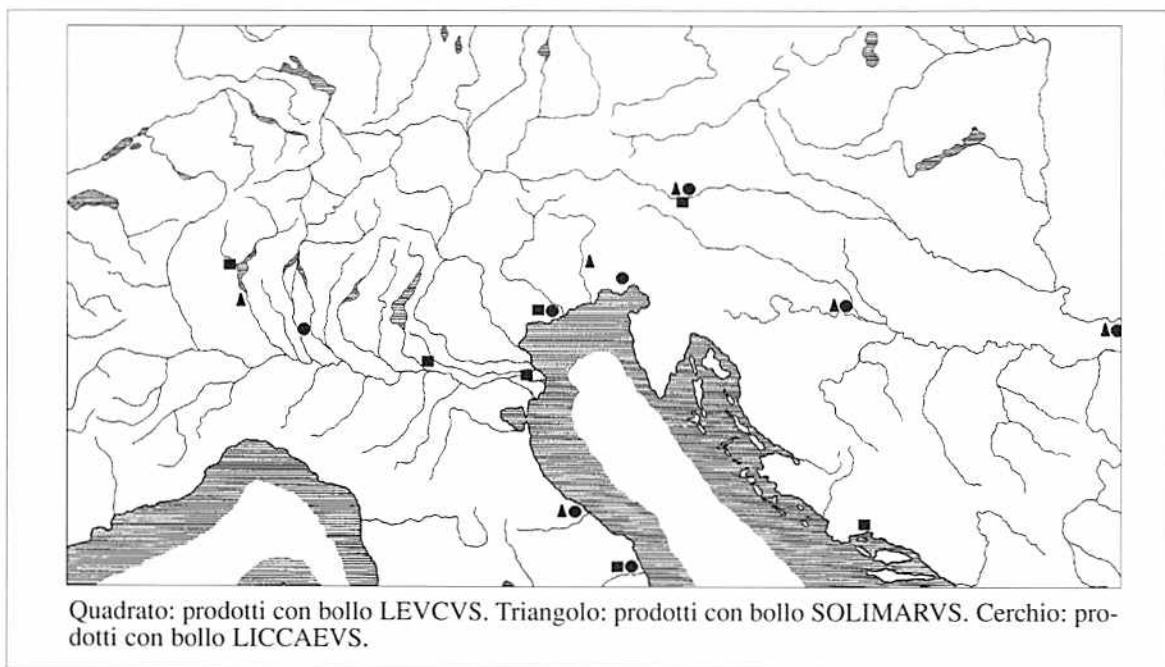 Quadrato: prodotti con bollo LEVCVS. Triangolo: prodotti con bollo SOLIMARVS. Cerchio: pro-
dotti con bollo LICCAEVS.